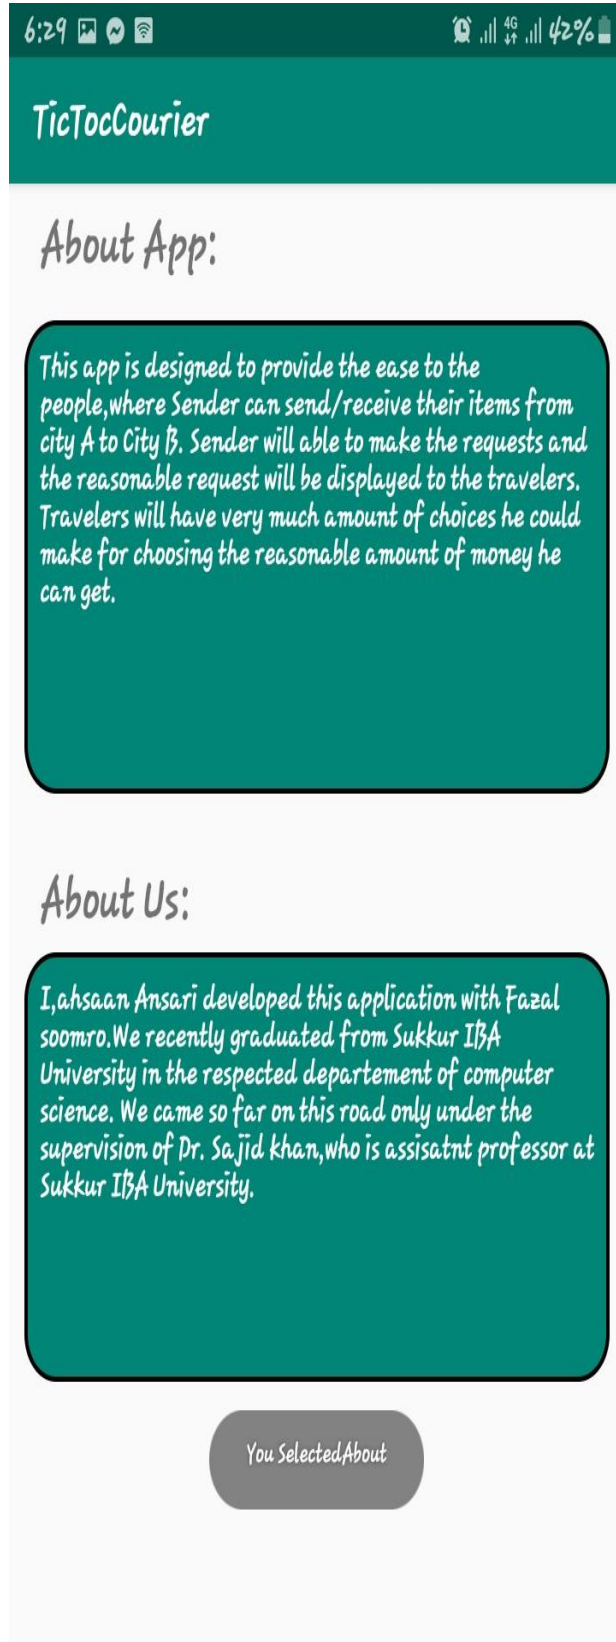 6:29 4G 42%
TicTocCourier
About App:
This app is designed to provide the ease to the
people,where Sender can send/receive their items from
city A to City B. Sender will able to make the requests and
the reasonable request will be displayed to the travelers.
Travelers will have very much amount of choices he could
make for choosing the reasonable amount of money he
can get.
About Us:
I,ahsaan Ansari developed this application with Fazal
soomro.We recently graduated from Sukkur IBA
University in the respected departement of computer
science. We came so far on this road only under the
supervision of Dr. Sajid khan,who is assisatnt professor at
Sukkur IBA University.
You SelectedAbout